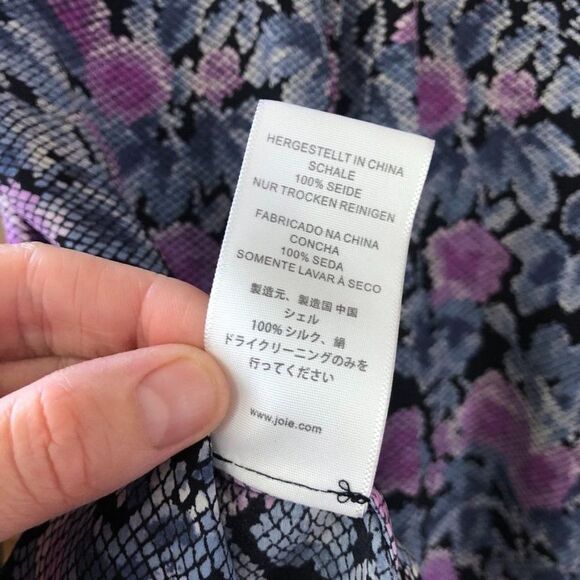 HERGESTELLT IN CHINA
SCHALE
100% SEIDE
NUR TROCKEN REINIGEN
FABRICADO NA CHINA
CONCHA
100% SEDA
SOMENTE LAVAR À SECO
製造元、製造国 中国
シェル
100% シルク、絹
ドライクリーニングのみを
行ってください
www.joie.com